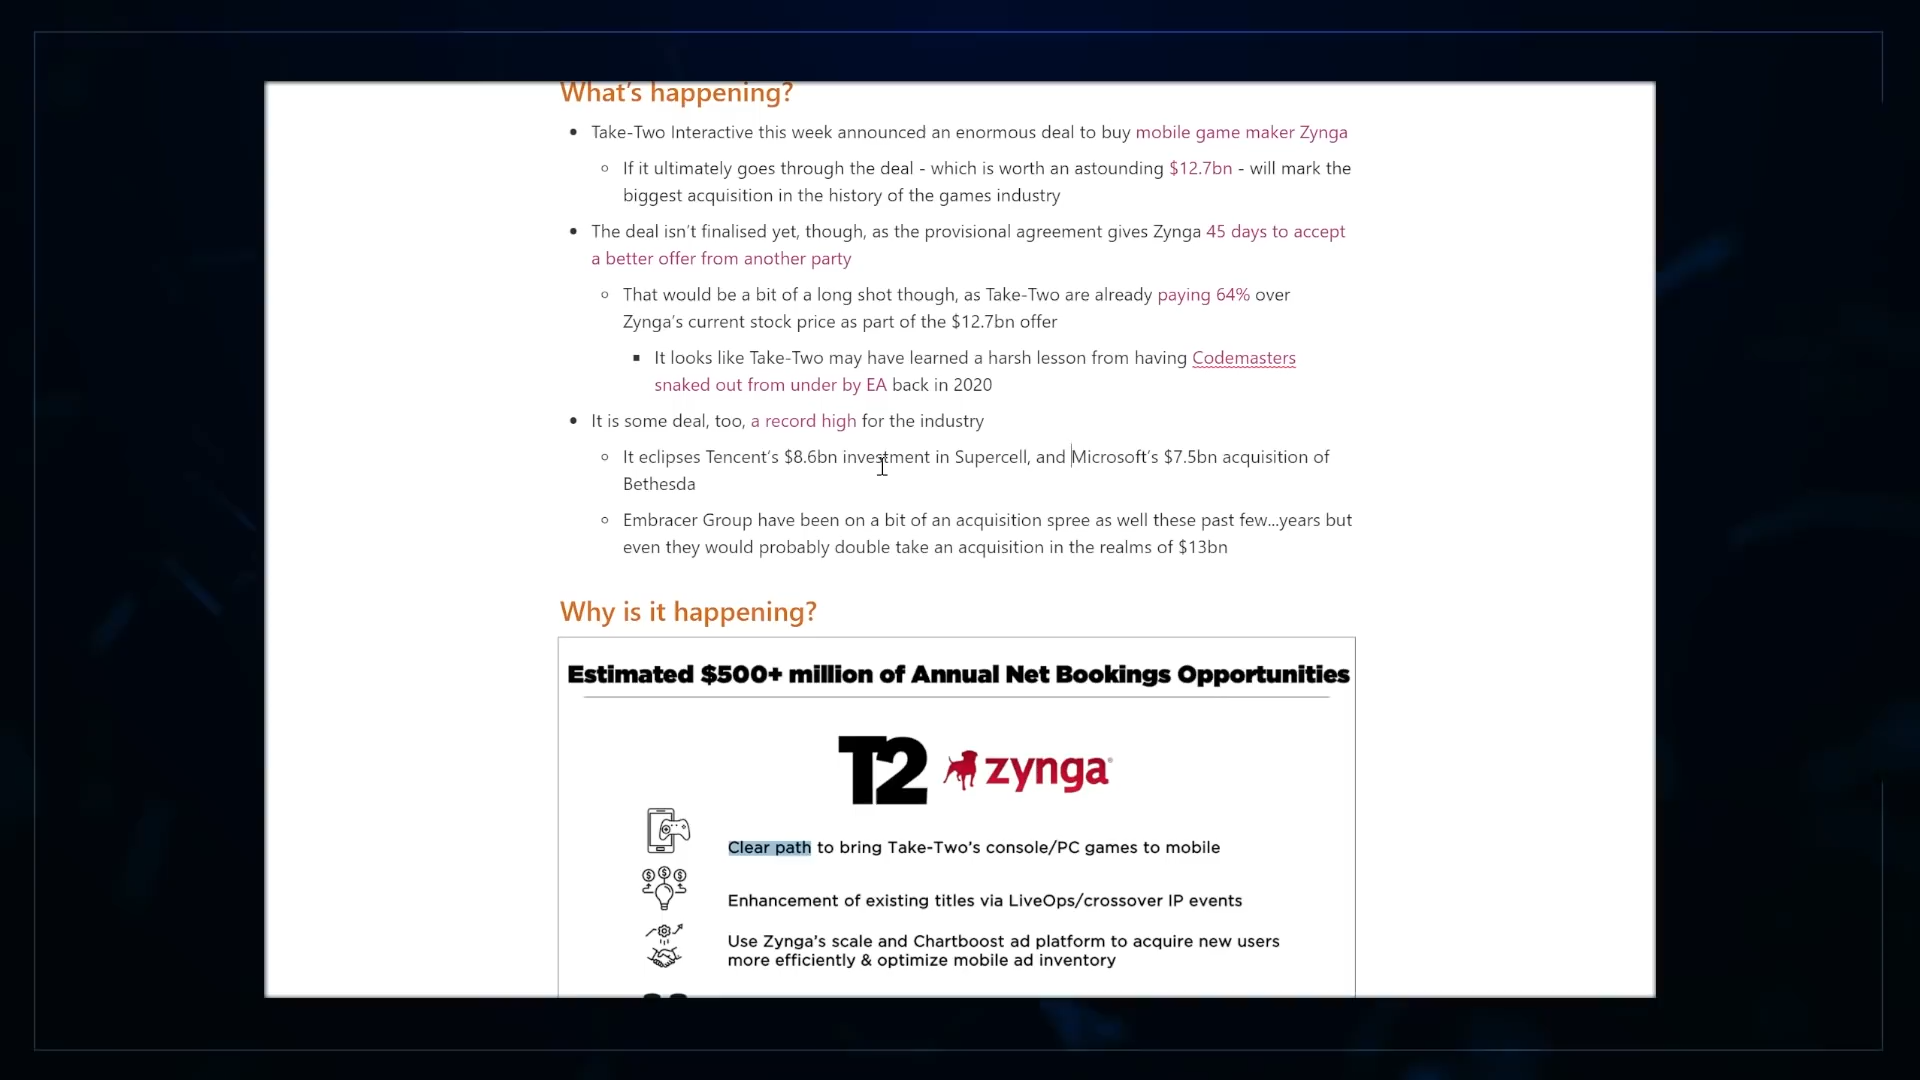 What's happening?
Take-Two Interactive this week announced an enormous deal to buy mobile game maker Zynga
If it ultimately goes through the deal - which is worth an astounding $12.7bn - will mark the
biggest acquisition in the history of the games industry
The deal isn't finalised yet, though, as the provisional agreement gives Zynga 45 days to accept
a better offer from another party
That would be a bit of a long shot though, as Take-Two are already paying 64% over
Zynga's current stock price as part of the $12.7bn offer
It looks like Take-Two may have learned a harsh lesson from having Codemasters
snaked out from under by EA back in 2020
It is some deal, too, a record high for the industry
It eclipses Tencent's $8.6bn investment in Supercell, and Microsoft's $7.5bn acquisition of
Bethesda
Embracer Group have been on a bit of an acquisition spree as well these past few...years but
even they would probably double take an acquisition in the realms of $13bn
Why is it happening?
Estimated $500+ million of Annual Net Bookings Opportunities
T2 zynga
Clear path to bring Take-Two's console/PC games to mobile
Enhancement of existing titles via LiveOps/crossover IP events
Use Zynga's scale and Chartboost ad platform to acquire new users
more efficiently & optimize mobile ad inventory